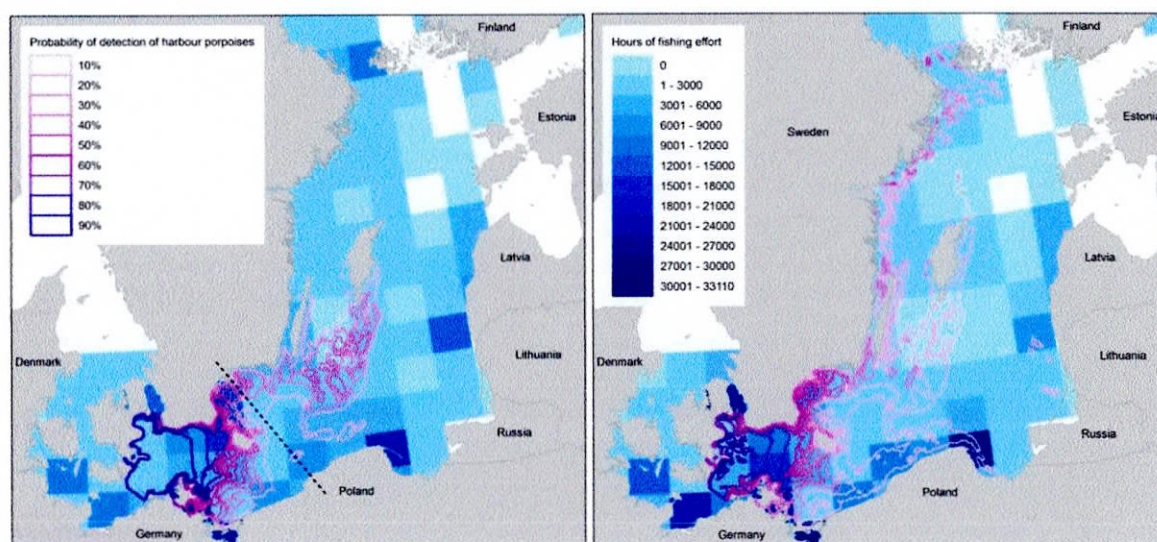 Probability of detection of harbour porpoises
10%
20%
30%
40%
60%
70%
80%
90%
Finland
Estonia
Latvia
Lithuania
Russia
Poland
Germany
Denmark
Hours of fishing effort
0
1 - 3000
3001 - 6000
6001 - 9000
9001 - 12000
12001 - 15000
15001 - 18000
18001 - 21000
21001 - 24000
24001 - 27000
27001 - 30000
30001 - 33110
Finland
Sweden
Estonia
Latvia
Lithuania
Russia
Poland
Germany
Denmark